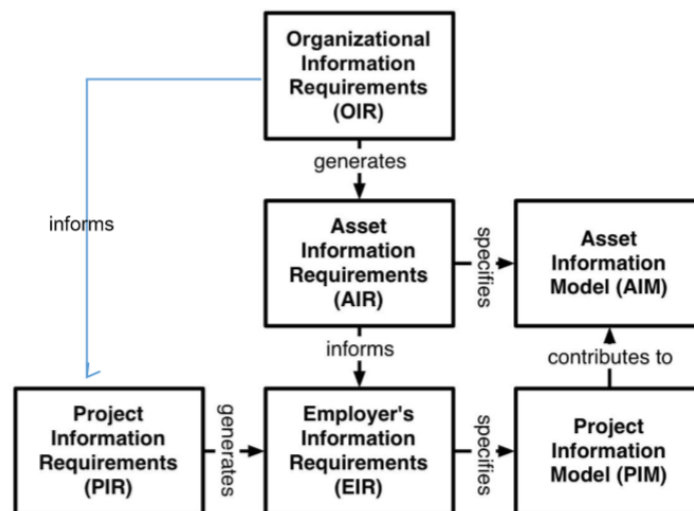 Organizational
Information
Requirements
(OIR)
generates
informs
Asset
Information
Requirements
(AIR)
specifies
Asset
Information
Model (AIM)
informs
contributes to
Project
Information
Requirements
(PIR)
generates
Employer's
Information
Requirements
(EIR)
specifies
Project
Information
Model (PIM)